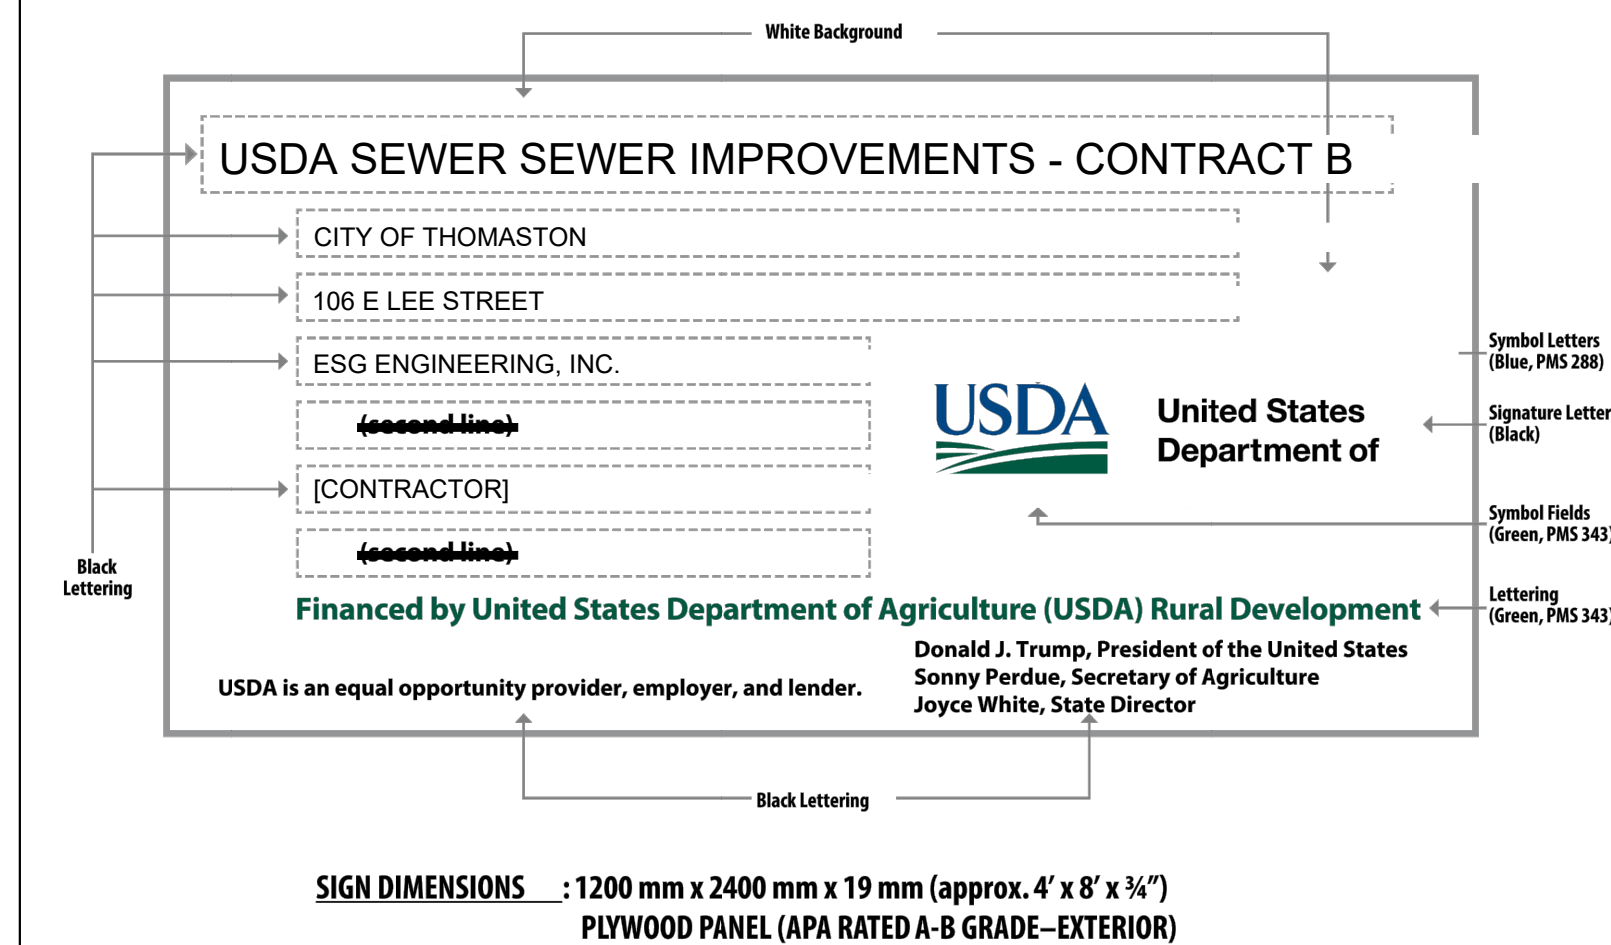 White Background
USDA SEWER SEWER IMPROVEMENTS - CONTRACT B
CITY OF THOMASTON
106 E LEE STREET
ESG ENGINEERING, INC.
(second line)
[CONTRACTOR]
(second line)
Black
Lettering
USDA
United States
Department of
Symbol Letters
(Blue, PMS 288)
Signature Letter
(Black)
Symbol Fields
(Green, PMS 343)
Lettering
(Green, PMS 343)
Financed by United States Department of Agriculture (USDA) Rural Development
Donald J. Trump, President of the United States
Sonny Perdue, Secretary of Agriculture
Joyce White, State Director
USDA is an equal opportunity provider, employer, and lender.
Black Lettering
SIGN DIMENSIONS : 1200 mm x 2400 mm x 19 mm (approx. 4′ x 8′ x ¾″)
PLYWOOD PANEL (APA RATED A-B GRADE–EXTERIOR)